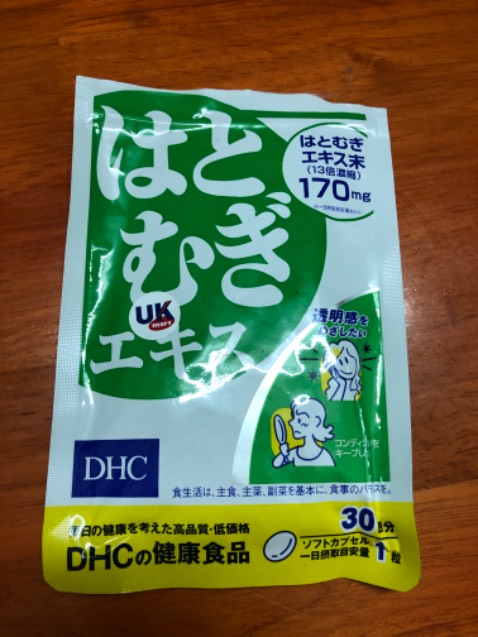 はと
むぎ
エキス
はとむぎ
エキス末
(13倍濃縮)
170mg
UK
mart
透明感を
めざしたい
コンディションを
キープした
DHC
食生活は、主食、主菜、副菜を基本に、食事のバランスを。
毎日の健康を考えた高品質・低価格
DHCの健康食品
30日分
ソフトカプセル
一日摂取目安量 1粒